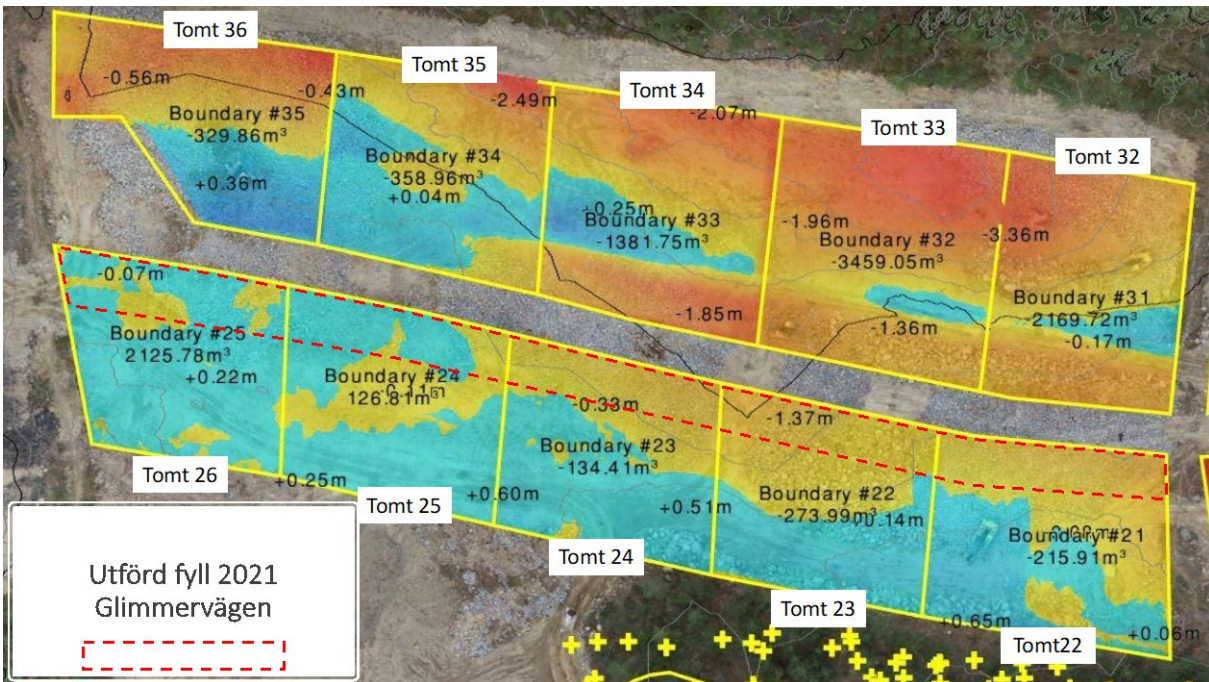 Tomt 36
Tomt 35
Tomt 34
Tomt 33
Tomt 32
-0.56m
-0.43m
-2.49m
-2.07m
Boundary #35
-329.86m³
+0.36m
Boundary #34
-358.96m³
+0.04m
+0.25m
Boundary #33
-1381.75m³
-1.85m
-1.96m
Boundary #32
-3459.05m³
-1.36m
-3.36m
Boundary #31
2169.72m³
-0.17m
-0.07m
Boundary #25
2125.78m³
+0.22m
Boundary #24
126.81m³
-0.33m
Boundary #23
-134.41m³
-1.37m
Boundary #22
-273.99m³
Boundary #21
-215.91m³
+0.25m
+0.60m
+0.51m
+0.65m
+0.06m
Tomt 26
Tomt 25
Tomt 24
Tomt 23
Tomt22
Utförd fyll 2021
Glimmervägen